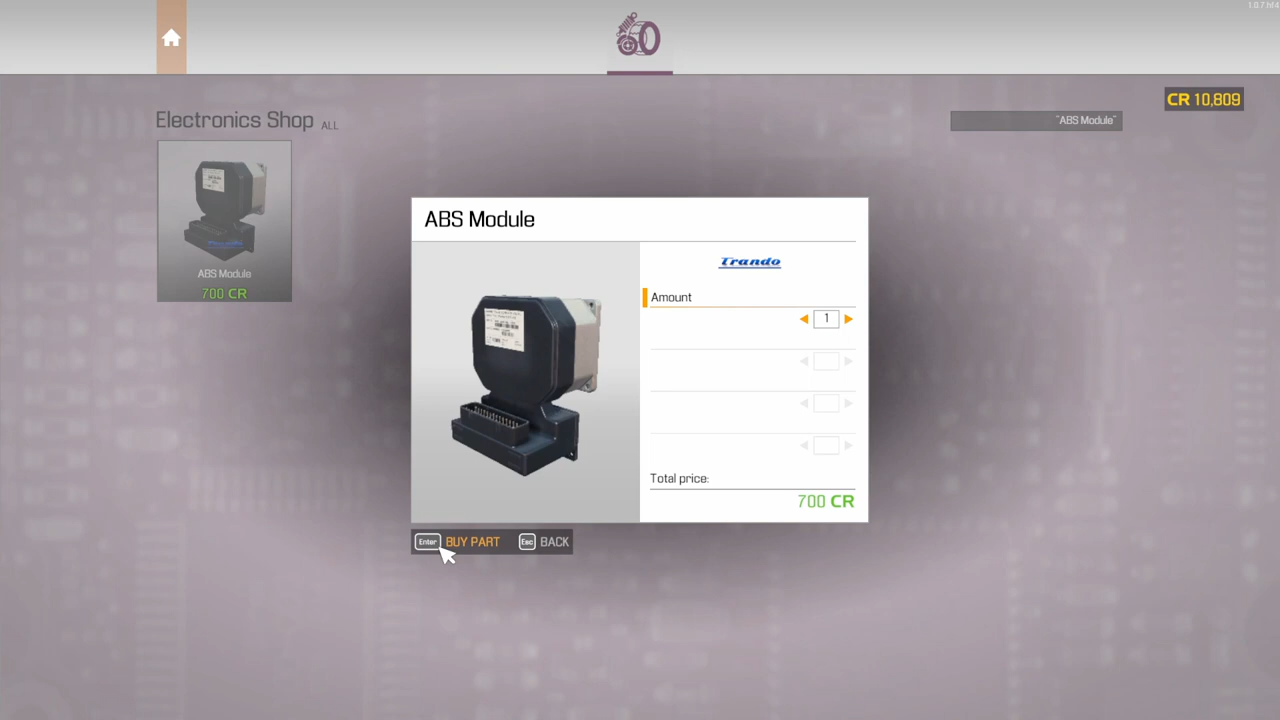 1.0.7.hf4
CR 10,809
Electronics Shop ALL
"ABS Module"
ABS Module
700 CR
ABS Module
Trando
Amount
1
Total price:
700 CR
Enter BUY PART Esc BACK